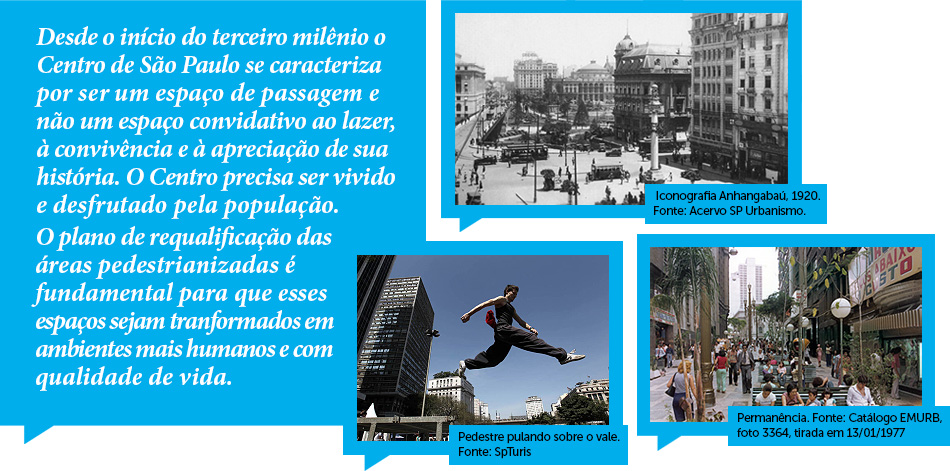 Desde o início do terceiro milênio o
Centro de São Paulo se caracteriza
por ser um espaço de passagem e
não um espaço convidativo ao lazer,
à convivência e à apreciação de sua
história. O Centro precisa ser vivido
e desfrutado pela população.
O plano de requalificação das
áreas pedestrianizadas é
fundamental para que esses
espaços sejam tranformados em
ambientes mais humanos e com
qualidade de vida.
Iconografia Anhangabaú, 1920.
Fonte: Acervo SP Urbanismo.
Pedestre pulando sobre o vale.
Fonte: SpTuris
BAIXO
STO
Permanência. Fonte: Catálogo EMURB,
foto 3364, tirada em 13/01/1977